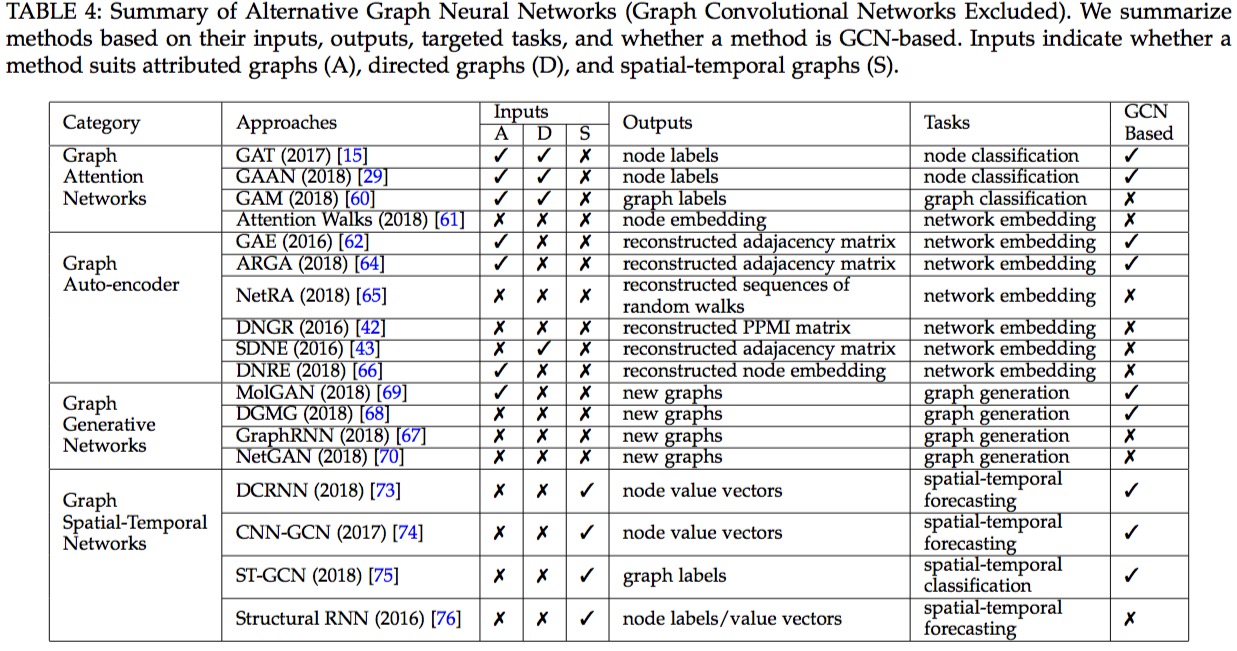 TABLE 4: Summary of Alternative Graph Neural Networks (Graph Convolutional Networks Excluded). We summarize
methods based on their inputs, outputs, targeted tasks, and whether a method is GCN-based. Inputs indicate whether a
method suits attributed graphs (A), directed graphs (D), and spatial-temporal graphs (S).
Category Approaches Inputs Outputs Tasks GCN Based
A D S
Graph Attention Networks
GAT (2017) [15] ✓ ✓ ✗ node labels node classification ✓
GAAN (2018) [29] ✓ ✓ ✗ node labels node classification ✓
GAM (2018) [60] ✓ ✓ ✗ graph labels graph classification ✗
Attention Walks (2018) [61] ✗ ✗ ✗ node embedding network embedding ✗
Graph Auto-encoder
GAE (2016) [62] ✓ ✗ ✗ reconstructed adajacency matrix network embedding ✓
ARGA (2018) [64] ✓ ✗ ✗ reconstructed adajacency matrix network embedding ✓
NetRA (2018) [65] ✗ ✗ ✗ reconstructed sequences of random walks network embedding ✗
DNGR (2016) [42] ✗ ✗ ✗ reconstructed PPMI matrix network embedding ✗
SDNE (2016) [43] ✗ ✓ ✗ reconstructed adajacency matrix network embedding ✗
DNRE (2018) [66] ✓ ✗ ✗ reconstructed node embedding network embedding ✗
Graph Generative Networks
MolGAN (2018) [69] ✓ ✗ ✗ new graphs graph generation ✓
DGMG (2018) [68] ✗ ✗ ✗ new graphs graph generation ✓
GraphRNN (2018) [67] ✗ ✗ ✗ new graphs graph generation ✗
NetGAN (2018) [70] ✗ ✗ ✗ new graphs graph generation ✗
Graph Spatial-Temporal Networks
DCRNN (2018) [73] ✗ ✗ ✓ node value vectors spatial-temporal forecasting ✓
CNN-GCN (2017) [74] ✗ ✗ ✓ node value vectors spatial-temporal forecasting ✓
ST-GCN (2018) [75] ✗ ✗ ✓ graph labels spatial-temporal classification ✓
Structural RNN (2016) [76] ✗ ✗ ✓ node labels/value vectors spatial-temporal forecasting ✗